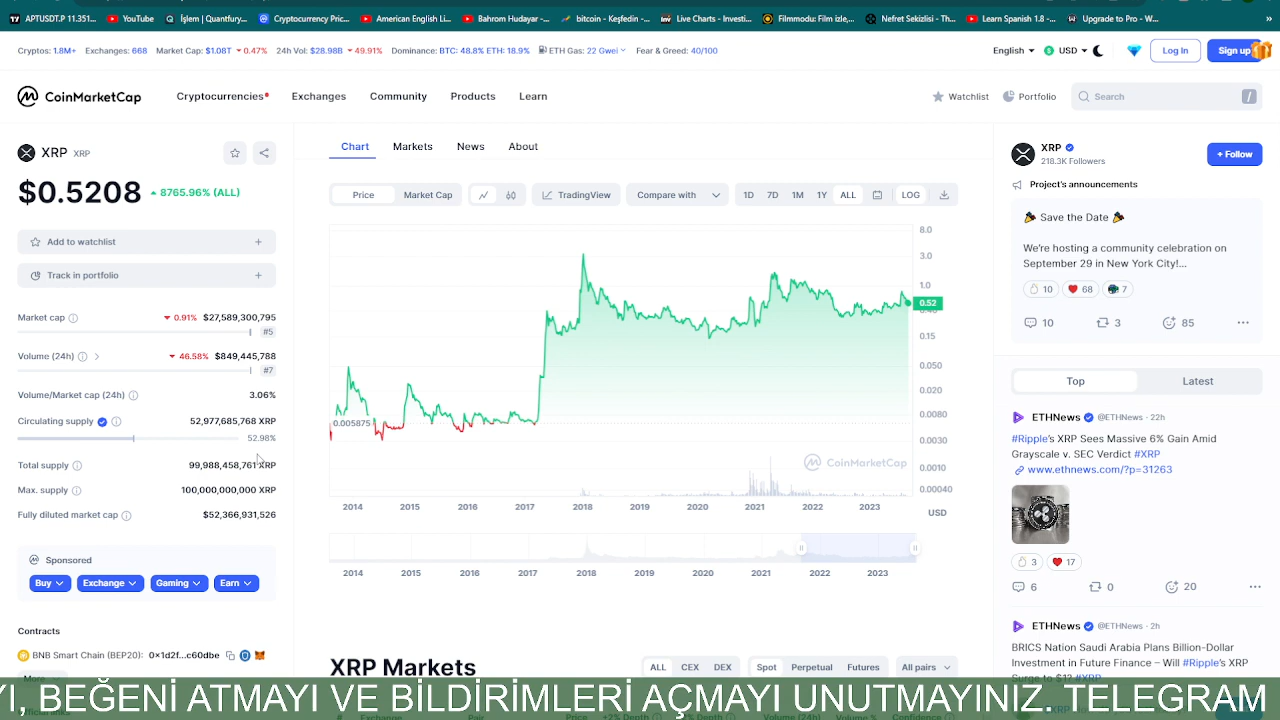 APTUSDT.P 11.351...
YouTube
İşlem | Quantfury...
Cryptocurrency Pric...
American English Li...
Bahrom Hudayar -...
bitcoin - Keşfedin -...
Live Charts - Investi...
Filmmodu: Film izle,...
Nefret Sekizlisi - Th...
Learn Spanish 1.8 -...
Upgrade to Pro - W...
»
Cryptos: 1.8M+ Exchanges: 668 Market Cap: $1.08T 0.47% 24h Vol: $28.98B 49.91% Dominance: BTC: 48.8% ETH: 18.9% ETH Gas: 22 Gwei Fear & Greed: 40/100
English USD Log In Sign up
CoinMarketCap
Cryptocurrencies Exchanges Community Products Learn
Watchlist Portfolio Search /
XRP XRP
$0.5208 8765.96% (ALL)
Add to watchlist +
Track in portfolio +
Market cap 0.91% $27,589,300,795
#5
Volume (24h) 46.58% $849,445,788
#7
Volume/Market cap (24h) 3.06%
Circulating supply 52,977,685,768 XRP
52.98%
Total supply 99,988,458,761 XRP
Max. supply 100,000,000,000 XRP
Fully diluted market cap $52,366,931,526
Sponsored
Buy Exchange Gaming Earn
Contracts
BNB Smart Chain (BEP20): 0x1d2f...c60dbe
More
Chart Markets News About
Price Market Cap TradingView Compare with 1D 7D 1M 1Y ALL LOG
8.0
3.0
1.0
0.52
0.15
0.050
0.020
0.0080
0.0030
0.0010
0.00040
0.005875
CoinMarketCap
2014 2015 2016 2017 2018 2019 2020 2021 2022 2023 USD
2014 2015 2016 2017 2018 2019 2020 2021 2022 2023
XRP Markets
ALL CEX DEX Spot Perpetual Futures All pairs
XRP
218.3K Followers
+ Follow
Project's announcements
Save the Date
We're hosting a community celebration on
September 29 in New York City!...
10 68 7
10 3 85
Top Latest
ETHNews @ETHNews · 22h
#Ripple's XRP Sees Massive 6% Gain Amid
Grayscale v. SEC Verdict #XRP
www.ethnews.com/?p=31263
3 17
6 0 20
ETHNews @ETHNews · 2h
BRICS Nation Saudi Arabia Plans Billion-Dollar
Investment in Future Finance – Will #Ripple's XRP
Surge to $1? #XRP
YI, BEĞENİ ATMAYI VE BİLDİRİMLERİ AÇMAYI UNUTMAYINIZ. TELEGRAM